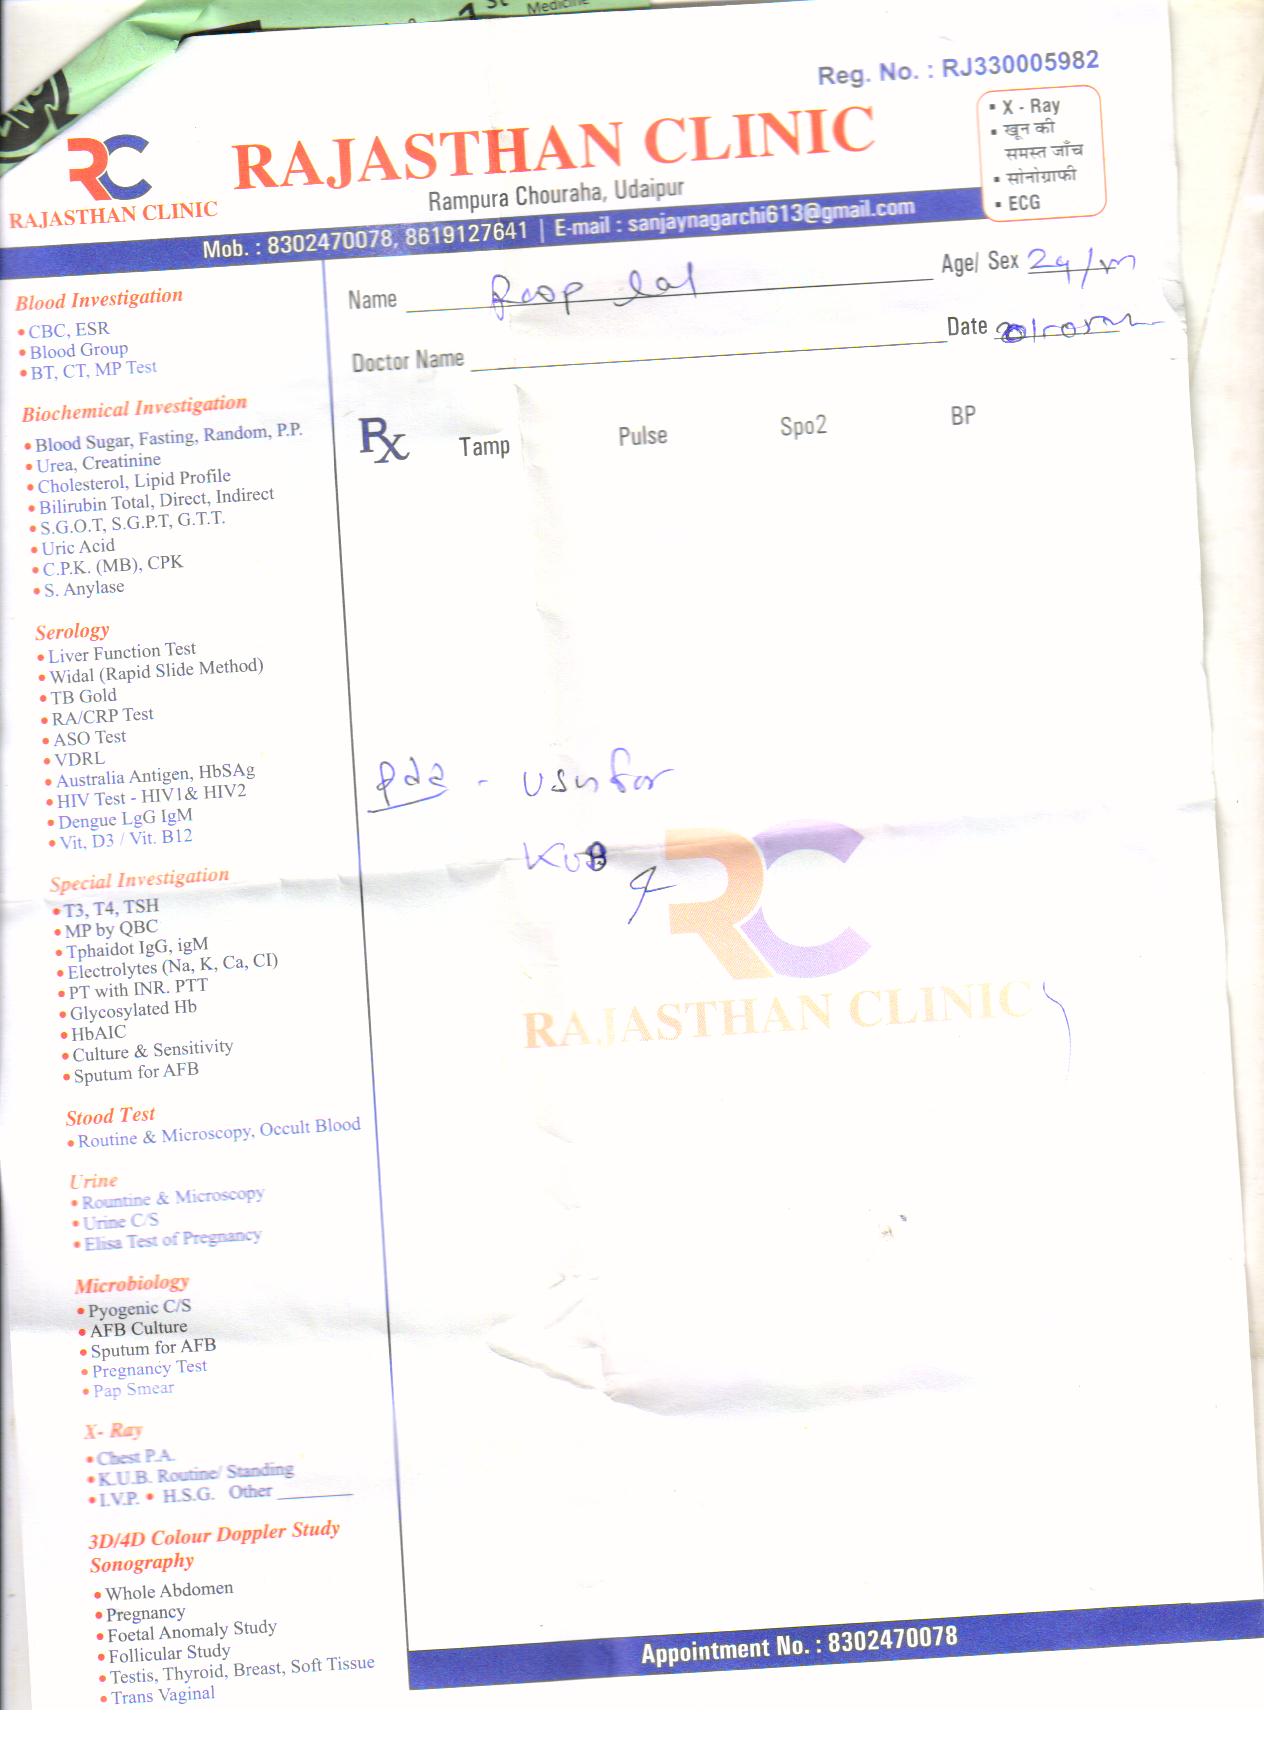 St
Medicine
Reg. No. : RJ330005982
RC
RAJASTHAN CLINIC
RAJASTHAN CLINIC
Rampura Chouraha, Udaipur
Mob. : 8302470078, 8619127641 | E-mail : sanjaynagarchi613@gmail.com
• X - Ray
• खून की
समस्त जाँच
• सोनोग्राफी
• ECG
Name Roop lal
Age/ Sex 29/m
Doctor Name
Date
Rx Tamp Pulse Spo2 BP
Blood Investigation
• CBC, ESR
• Blood Group
• BT, CT, MP Test
Biochemical Investigation
• Blood Sugar, Fasting, Random, P.P.
• Urea, Creatinine
• Cholesterol, Lipid Profile
• Bilirubin Total, Direct, Indirect
• S.G.O.T, S.G.P.T, G.T.T.
• Uric Acid
• C.P.K. (MB), CPK
• S. Anylase
Serology
• Liver Function Test
• Widal (Rapid Slide Method)
• TB Gold
• RA/CRP Test
• ASO Test
• VDRL
• Australia Antigen, HbSAg
• HIV Test - HIV1& HIV2
• Dengue LgG IgM
• Vit, D3 / Vit. B12
Special Investigation
• T3, T4, TSH
• MP by QBC
• Tphaidot IgG, igM
• Electrolytes (Na, K, Ca, CI)
• PT with INR. PTT
• Glycosylated Hb
• HbAIC
• Culture & Sensitivity
• Sputum for AFB
Stood Test
• Routine & Microscopy, Occult Blood
Urine
• Rountine & Microscopy
• Urine C/S
• Elisa Test of Pregnancy
Microbiology
• Pyogenic C/S
• AFB Culture
• Sputum for AFB
• Pregnancy Test
• Pap Smear
X- Ray
• Chest P.A.
• K.U.B. Routine/ Standing
• I.V.P. • H.S.G. Other
3D/4D Colour Doppler Study
Sonography
• Whole Abdomen
• Pregnancy
• Foetal Anomaly Study
• Follicular Study
• Testis, Thyroid, Breast, Soft Tissue
• Trans Vaginal
- USG for
KUB
RC
RAJASTHAN CLINIC
Appointment No. : 8302470078